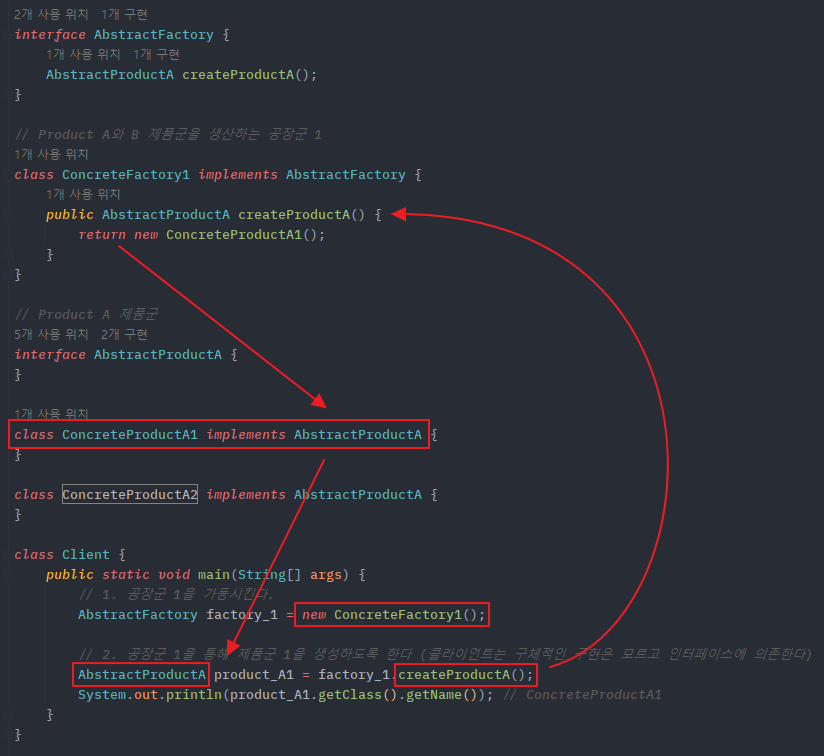 2개 사용 위치 1개 구현
interface AbstractFactory {
1개 사용 위치 1개 구현
AbstractProductA createProductA();
}
// Product A와 B 제품군을 생산하는 공장군 1
1개 사용 위치
class ConcreteFactory1 implements AbstractFactory {
1개 사용 위치
public AbstractProductA createProductA() {
return new ConcreteProductA1();
}
}
// Product A 제품군
5개 사용 위치 2개 구현
interface AbstractProductA {
}
1개 사용 위치
class ConcreteProductA1 implements AbstractProductA {
}
class ConcreteProductA2 implements AbstractProductA {
}
class Client {
public static void main(String[] args) {
// 1. 공장군 1을 가동시킨다.
AbstractFactory factory_1 = new ConcreteFactory1();
// 2. 공장군 1을 통해 제품군 1을 생성하도록 한다 (클라이언트는 구체적인 구현은 모르고 인터페이스에 의존한다)
AbstractProductA product_A1 = factory_1.createProductA();
System.out.println(product_A1.getClass().getName()); // ConcreteProductA1
}
}